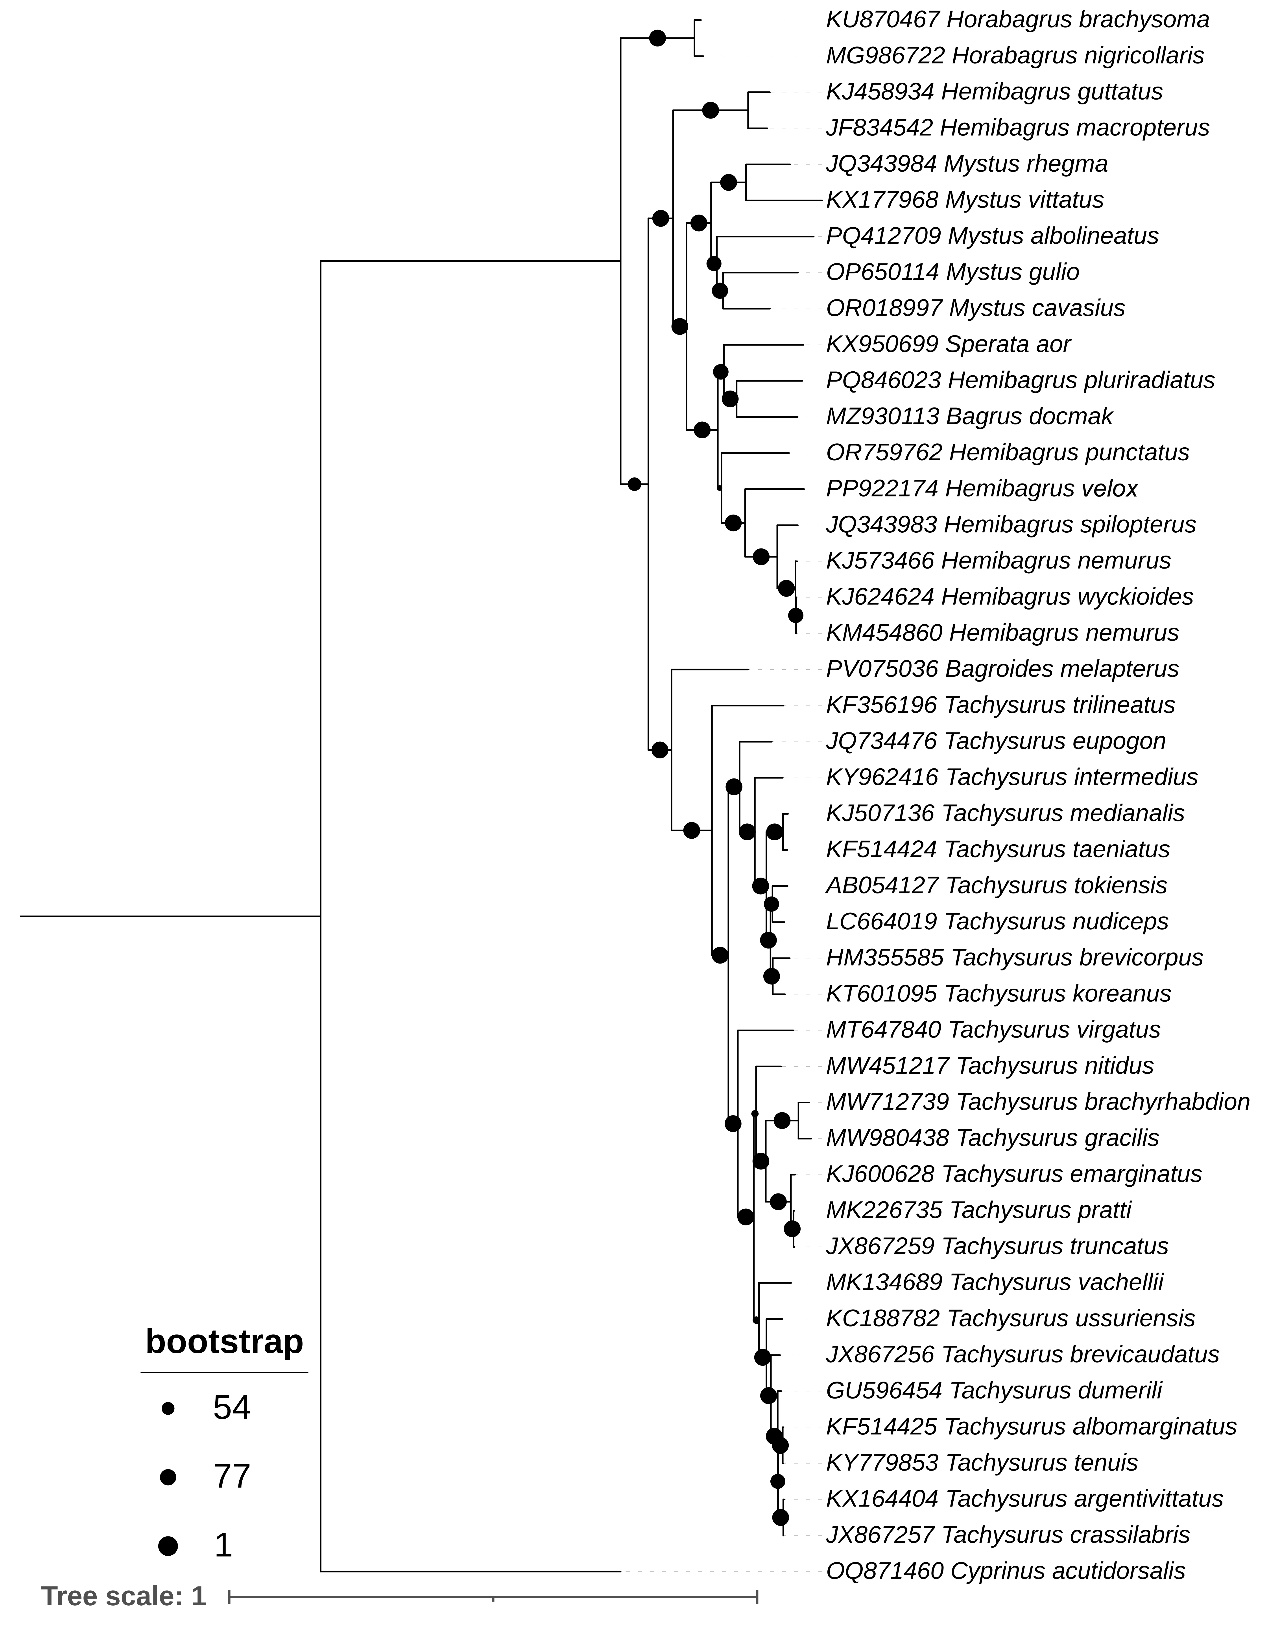 KU870467 Horabagrus brachysoma
MG986722 Horabagrus nigricollaris
KJ458934 Hemibagrus guttatus
JF834542 Hemibagrus macropterus
JQ343984 Mystus rhegma
KX177968 Mystus vittatus
PQ412709 Mystus albolineatus
OP650114 Mystus gulio
OR018997 Mystus cavasius
KX950699 Sperata aor
PQ846023 Hemibagrus pluriradiatus
MZ930113 Bagrus docmak
OR759762 Hemibagrus punctatus
PP922174 Hemibagrus velox
JQ343983 Hemibagrus spilopterus
KJ573466 Hemibagrus nemurus
KJ624624 Hemibagrus wyckioides
KM454860 Hemibagrus nemurus
PV075036 Bagroides melapterus
KF356196 Tachysurus trilineatus
JQ734476 Tachysurus eupogon
KY962416 Tachysurus intermedius
KJ507136 Tachysurus medianalis
KF514424 Tachysurus taeniatus
AB054127 Tachysurus tokiensis
LC664019 Tachysurus nudiceps
HM355585 Tachysurus brevicorpus
KT601095 Tachysurus koreanus
MT647840 Tachysurus virgatus
MW451217 Tachysurus nitidus
MW712739 Tachysurus brachyrhabdion
MW980438 Tachysurus gracilis
KJ600628 Tachysurus emarginatus
MK226735 Tachysurus pratti
JX867259 Tachysurus truncatus
MK134689 Tachysurus vachellii
KC188782 Tachysurus ussuriensis
JX867256 Tachysurus brevicaudatus
GU596454 Tachysurus dumerili
KF514425 Tachysurus albomarginatus
KY779853 Tachysurus tenuis
KX164404 Tachysurus argentivittatus
JX867257 Tachysurus crassilabris
OQ871460 Cyprinus acutidorsalis
bootstrap
54
77
1
Tree scale: 1